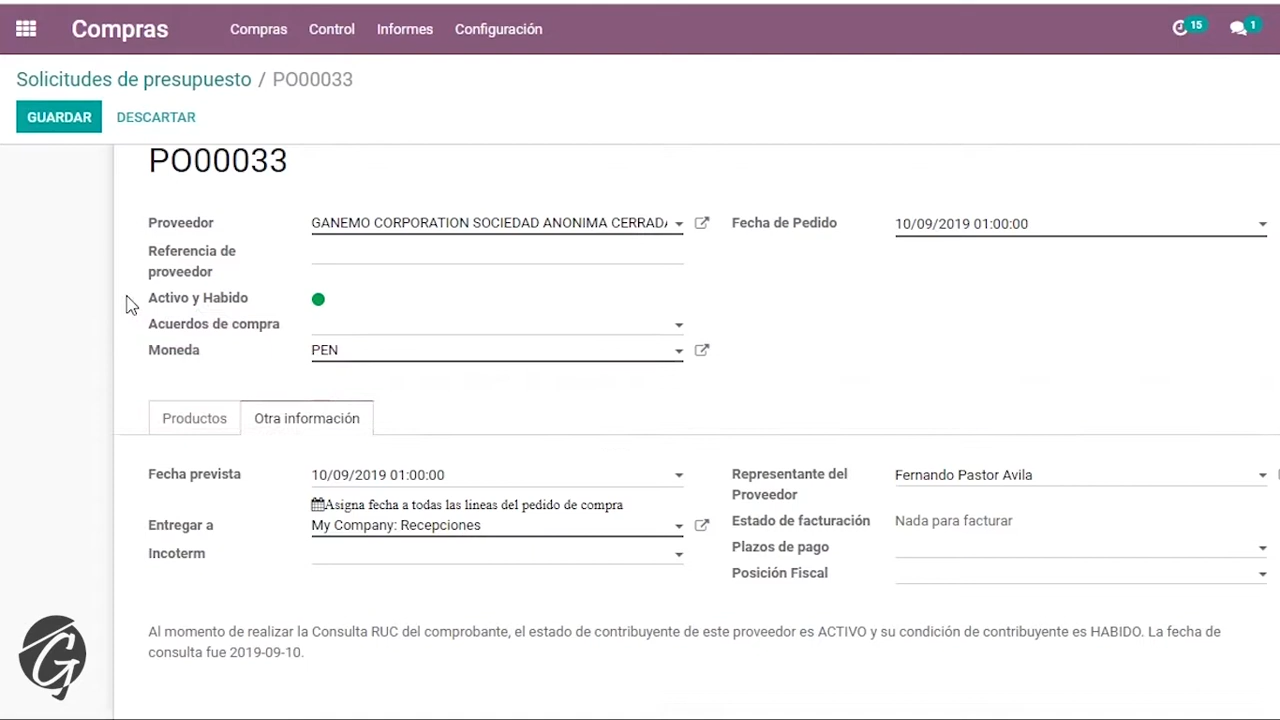 Compras
Compras Control Informes Configuración
15 1
Solicitudes de presupuesto / PO00033
GUARDAR DESCARTAR
PO00033
Proveedor GANEMO CORPORATION SOCIEDAD ANONIMA CERRADA Fecha de Pedido 10/09/2019 01:00:00
Referencia de
proveedor
Activo y Habido
Acuerdos de compra
Moneda PEN
Productos Otra información
Fecha prevista 10/09/2019 01:00:00 Representante del Fernando Pastor Avila
Proveedor
Asigna fecha a todas las lineas del pedido de compra
Entregar a My Company: Recepciones Estado de facturación Nada para facturar
Incoterm Plazos de pago
Posición Fiscal
Al momento de realizar la Consulta RUC del comprobante, el estado de contribuyente de este proveedor es ACTIVO y su condición de contribuyente es HABIDO. La fecha de
consulta fue 2019-09-10.
G